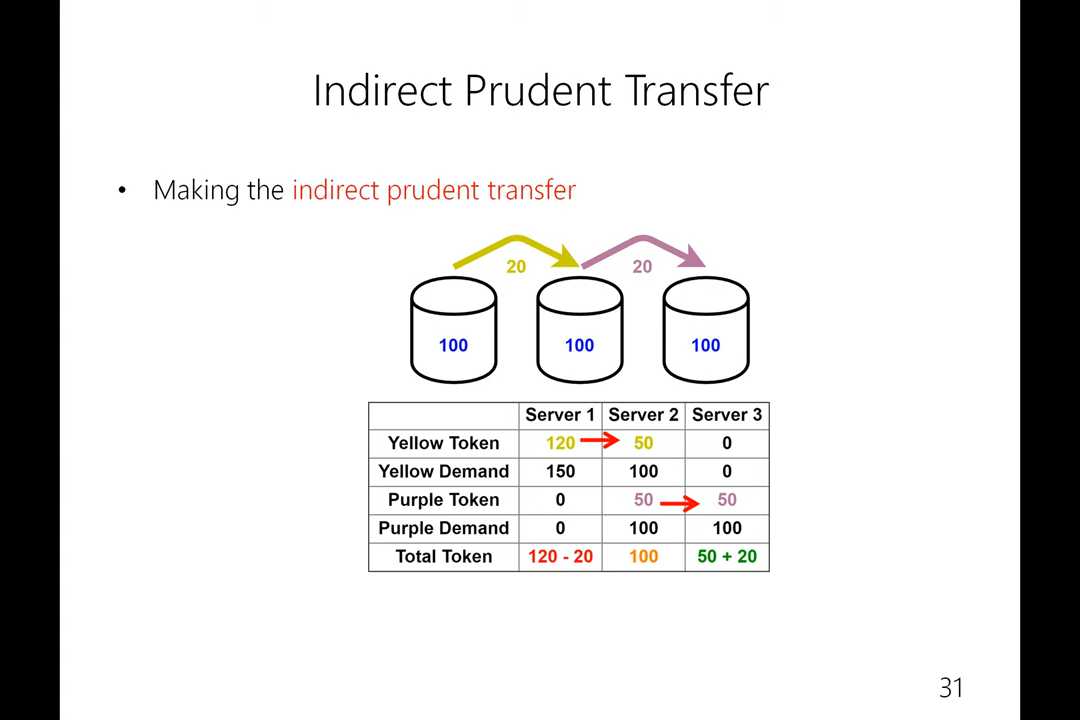 Indirect Prudent Transfer
• Making the indirect prudent transfer
20 20
100 100 100
Server 1 Server 2 Server 3
Yellow Token 120 50 0
Yellow Demand 150 100 0
Purple Token 0 50 50
Purple Demand 0 100 100
Total Token 120 - 20 100 50 + 20
31